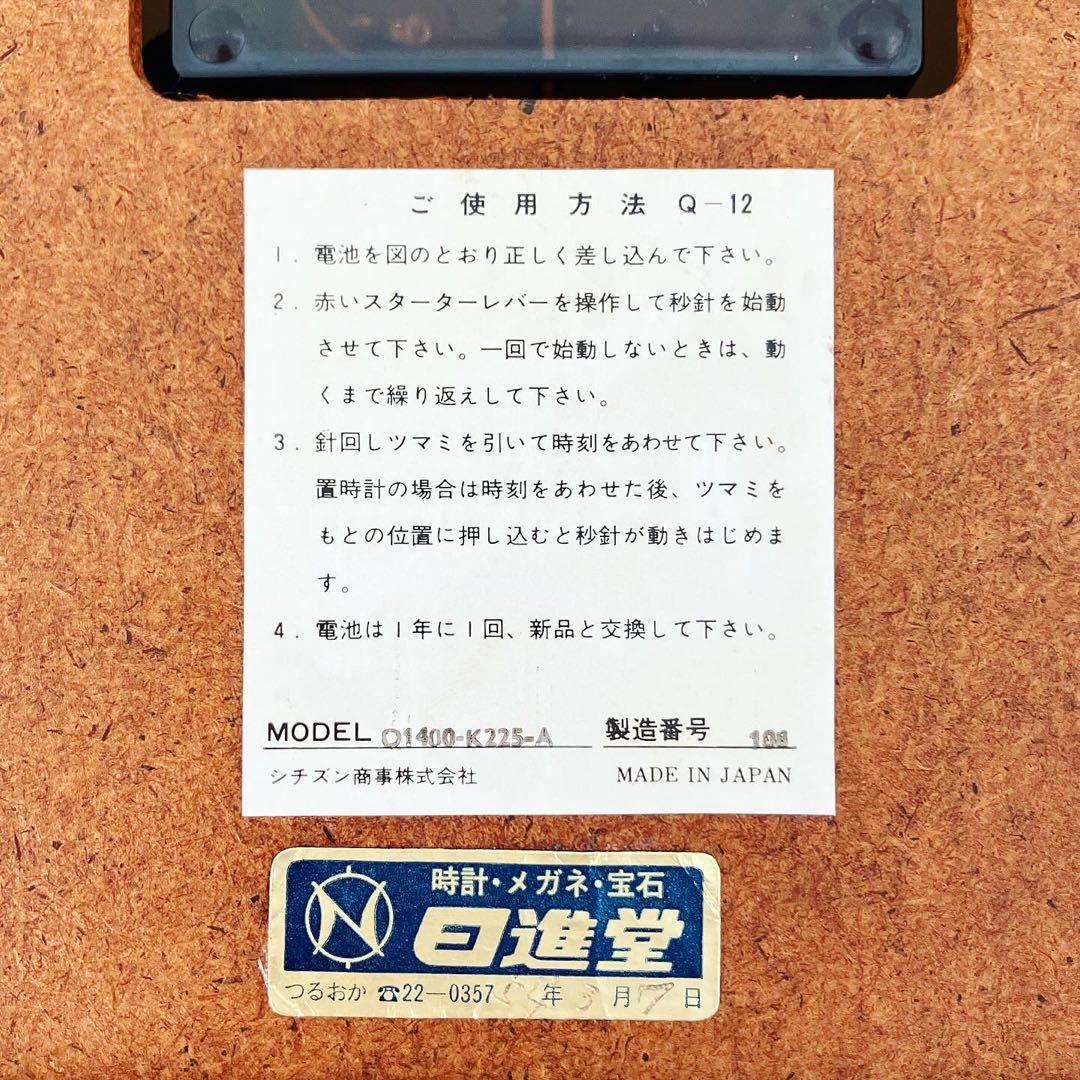 ご使用方法 Q-12
1. 電池を図のとおり正しく差し込んで下さい。
2. 赤いスターターレバーを操作して秒針を始動
させて下さい。一回で始動しないときは、動
くまで繰り返えして下さい。
3. 針回しツマミを引いて時刻をあわせて下さい。
置時計の場合は時刻をあわせた後、ツマミを
もとの位置に押し込むと秒針が動きはじめま
す。
4. 電池は1年に1回、新品と交換して下さい。
MODEL Q1400-K225-A 製造番号
シチズン商事株式会社 MADE IN JAPAN
時計・メガネ・宝石
N 日進堂
つるおか ☎22-0357 年 月 7日